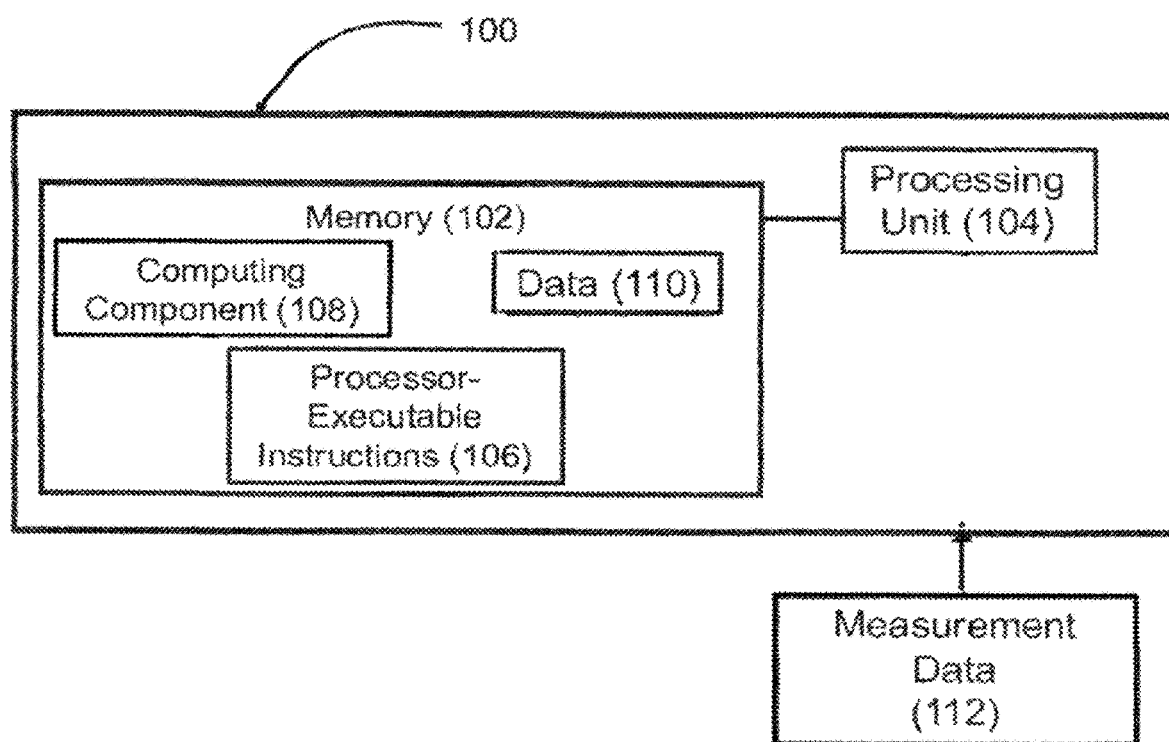 100
Processing
Unit (104)
Memory (102)
Computing
Component (108)
Data (110)
Processor-
Executable
Instructions (106)
Measurement
Data
(112)